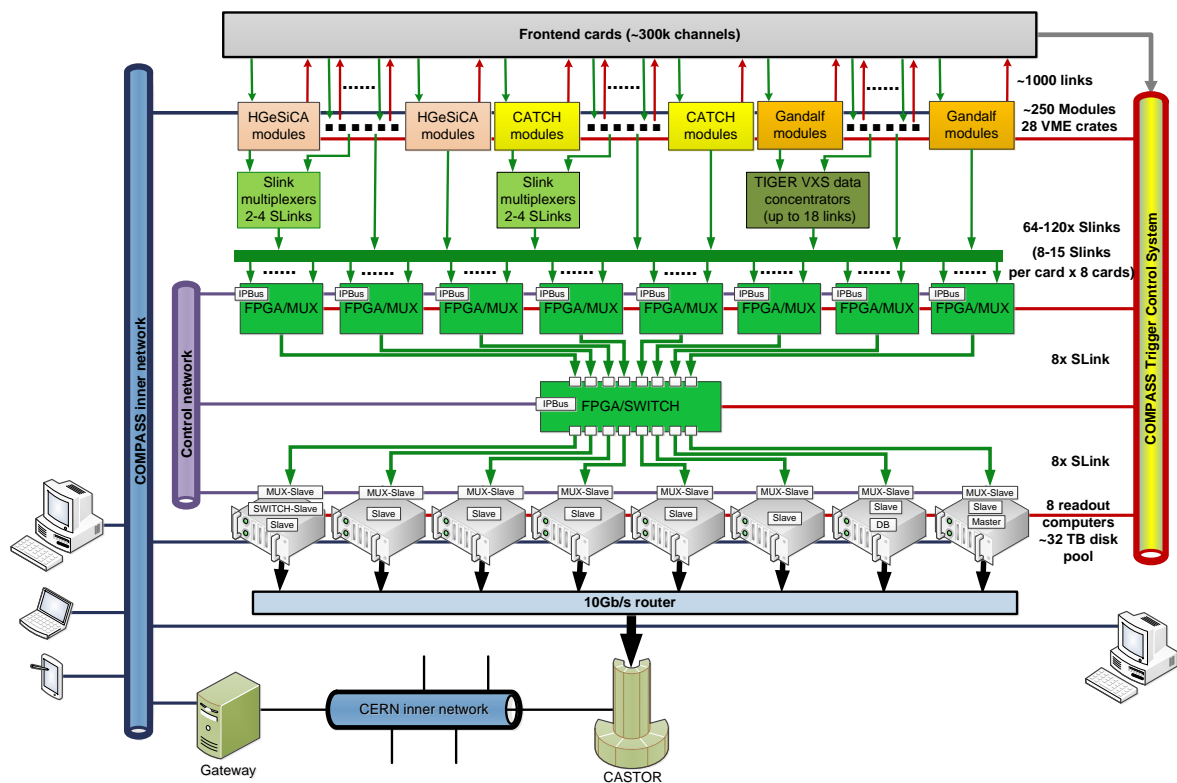 Frontend cards (~300k channels)
~1000 links
HGeSiCA
modules
HGeSiCA
modules
CATCH
modules
CATCH
modules
Gandalf
modules
Gandalf
modules
~250 Modules
28 VME crates
Slink
multiplexers
2-4 SLinks
Slink
multiplexers
2-4 SLinks
TIGER VXS data
concentrators
(up to 18 links)
64-120x Slinks
(8-15 Slinks
per card x 8 cards)
IPBus
FPGA/MUX
IPBus
FPGA/MUX
IPBus
FPGA/MUX
IPBus
FPGA/MUX
IPBus
FPGA/MUX
IPBus
FPGA/MUX
IPBus
FPGA/MUX
IPBus
FPGA/MUX
8x SLink
IPBus
FPGA/SWITCH
8x SLink
COMPASS inner network
Control network
COMPASS Trigger Control System
MUX-Slave
SWITCH-Slave
Slave
MUX-Slave
Slave
MUX-Slave
Slave
MUX-Slave
Slave
MUX-Slave
Slave
MUX-Slave
Slave
MUX-Slave
Slave
DB
MUX-Slave
Slave
Master
8 readout
computers
~32 TB disk
pool
10Gb/s router
CERN inner network
Gateway
CASTOR